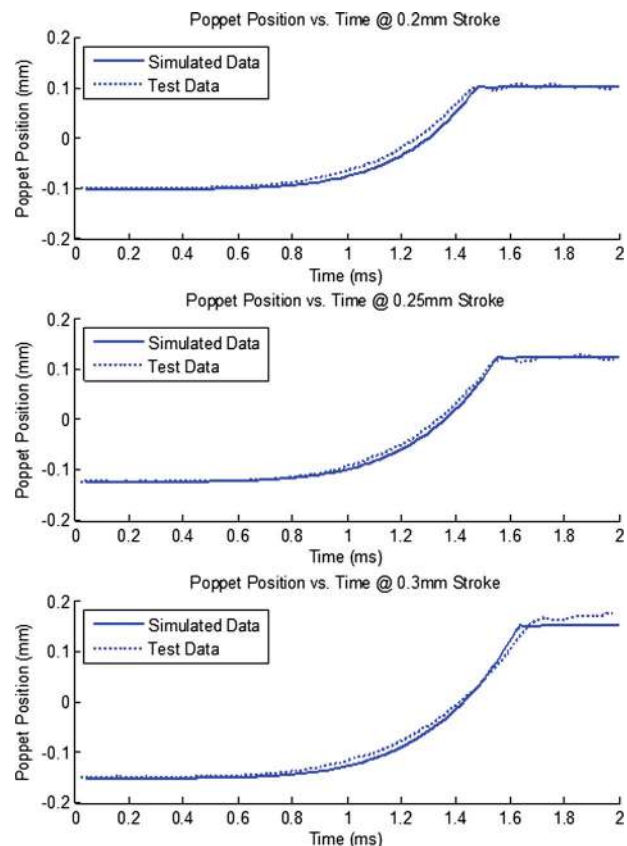 Poppet Position vs. Time @ 0.2mm Stroke
Poppet Position (mm)
0.2
0.1
0
-0.1
-0.2
Simulated Data
Test Data
0 0.2 0.4 0.6 0.8 1 1.2 1.4 1.6 1.8 2
Time (ms)
Poppet Position vs. Time @ 0.25mm Stroke
Poppet Position (mm)
0.2
0.1
0
-0.1
-0.2
Simulated Data
Test Data
0 0.2 0.4 0.6 0.8 1 1.2 1.4 1.6 1.8 2
Time (ms)
Poppet Position vs. Time @ 0.3mm Stroke
Poppet Position (mm)
0.2
0.1
0
-0.1
-0.2
Simulated Data
Test Data
0 0.2 0.4 0.6 0.8 1 1.2 1.4 1.6 1.8 2
Time (ms)